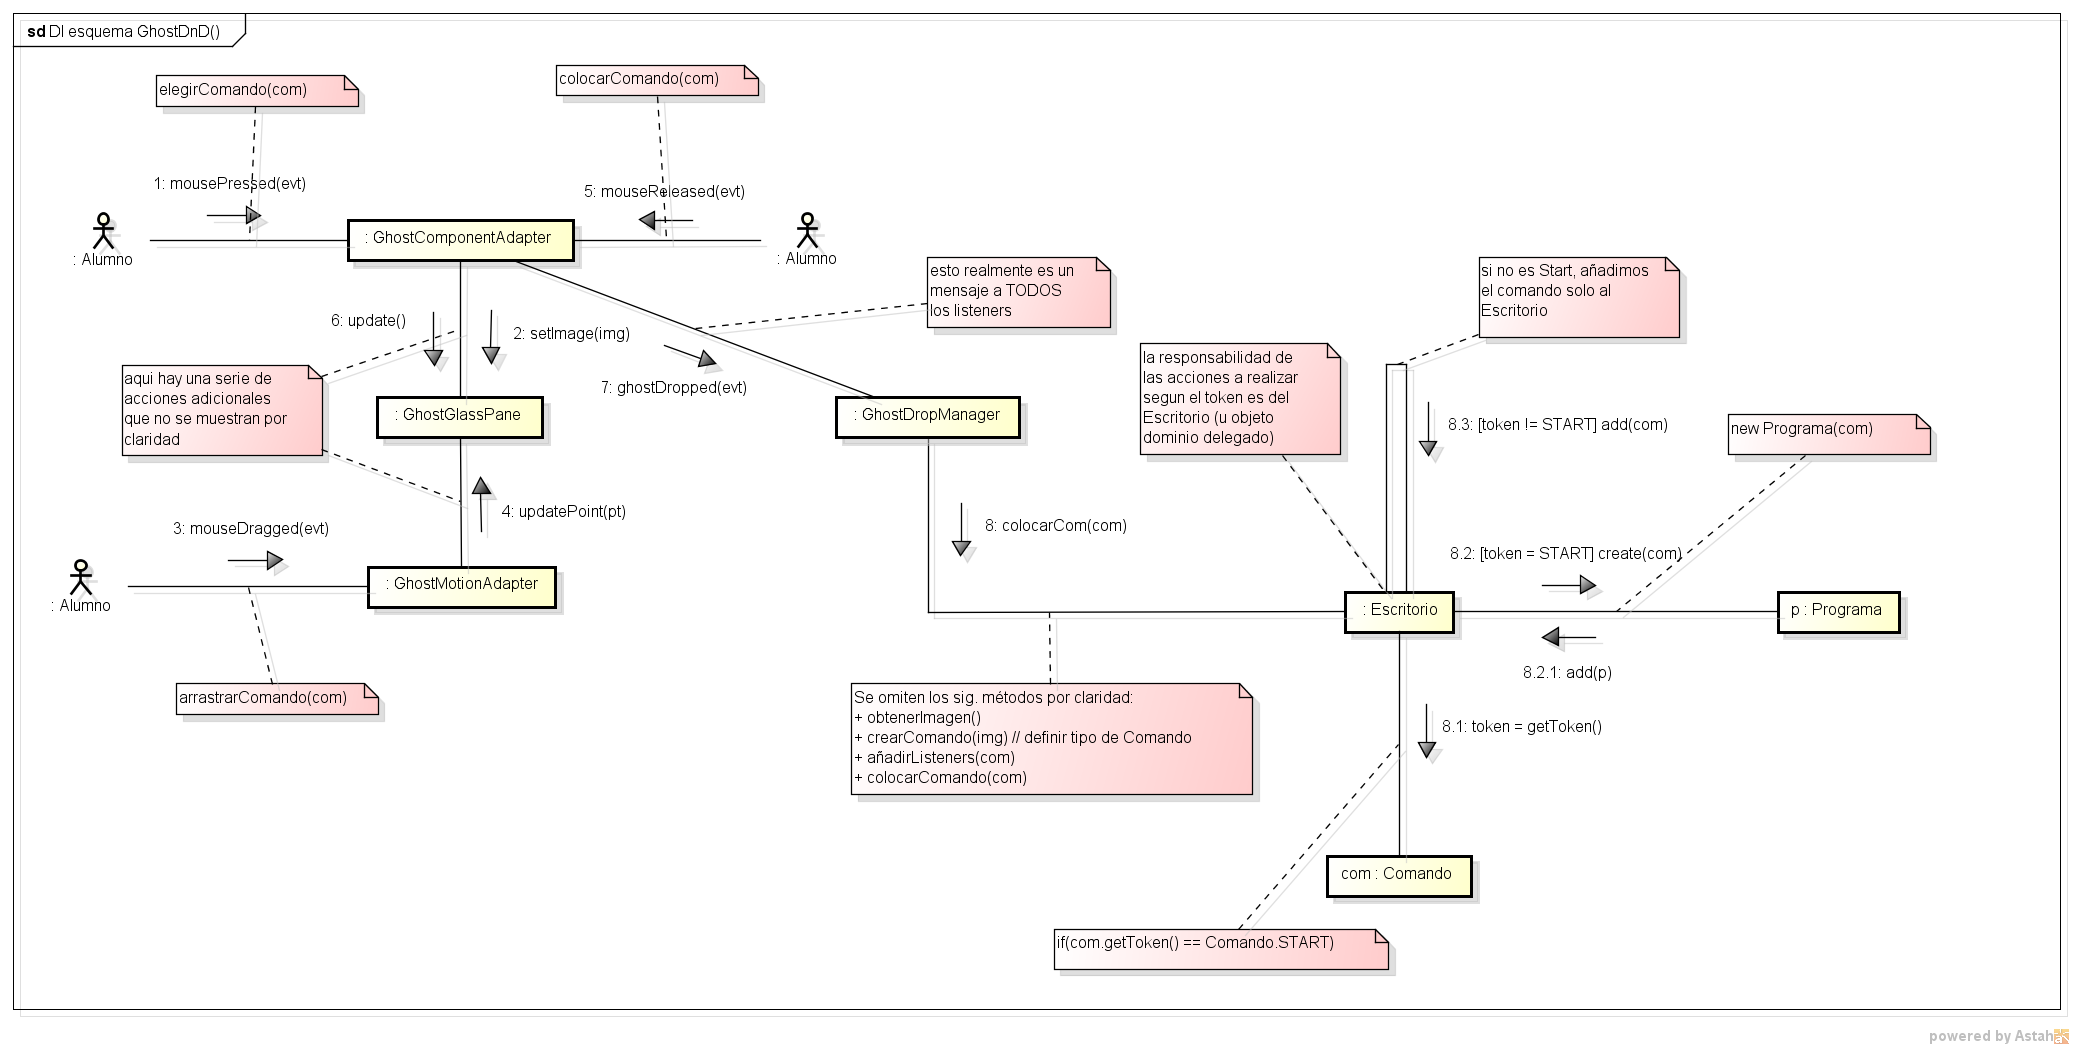 sd DI esquema GhostDnD()
elegirComando(com)
colocarComando(com)
1: mousePressed(evt)
5: mouseReleased(evt)
: Alumno
: GhostComponentAdapter
: Alumno
esto realmente es un
mensaje a TODOS
los listeners
si no es Start, añadimos
el comando solo al
Escritorio
6: update()
2: setImage(img)
7: ghostDropped(evt)
la responsabilidad de
las acciones a realizar
segun el token es del
Escritorio (u objeto
dominio delegado)
aqui hay una serie de
acciones adicionales
que no se muestran por
claridad
: GhostGlassPane
: GhostDropManager
8.3: [token != START] add(com)
new Programa(com)
4: updatePoint(pt)
3: mouseDragged(evt)
8: colocarCom(com)
8.2: [token = START] create(com)
: Alumno
: GhostMotionAdapter
: Escritorio
p : Programa
8.2.1: add(p)
arrastrarComando(com)
Se omiten los sig. métodos por claridad:
+ obtenerImagen()
+ crearComando(img) // definir tipo de Comando
+ añadirListeners(com)
+ colocarComando(com)
8.1: token = getToken()
com : Comando
if(com.getToken() == Comando.START)
powered by Astah